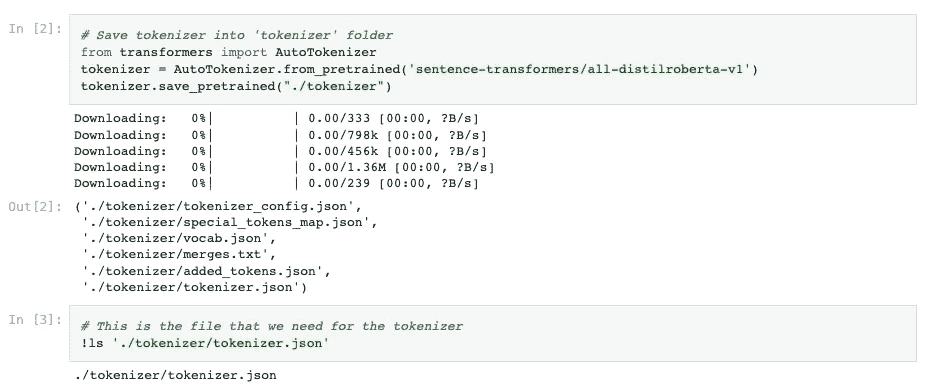 In [2]:
# Save tokenizer into 'tokenizer' folder
from transformers import AutoTokenizer
tokenizer = AutoTokenizer.from_pretrained('sentence-transformers/all-distilroberta-v1')
tokenizer.save_pretrained("./tokenizer")
Downloading:   0%|          | 0.00/333 [00:00, ?B/s]
Downloading:   0%|          | 0.00/798k [00:00, ?B/s]
Downloading:   0%|          | 0.00/456k [00:00, ?B/s]
Downloading:   0%|          | 0.00/1.36M [00:00, ?B/s]
Downloading:   0%|          | 0.00/239 [00:00, ?B/s]
Out[2]: ('./tokenizer/tokenizer_config.json',
'./tokenizer/special_tokens_map.json',
'./tokenizer/vocab.json',
'./tokenizer/merges.txt',
'./tokenizer/added_tokens.json',
'./tokenizer/tokenizer.json')
In [3]:
# This is the file that we need for the tokenizer
!ls './tokenizer/tokenizer.json'
./tokenizer/tokenizer.json